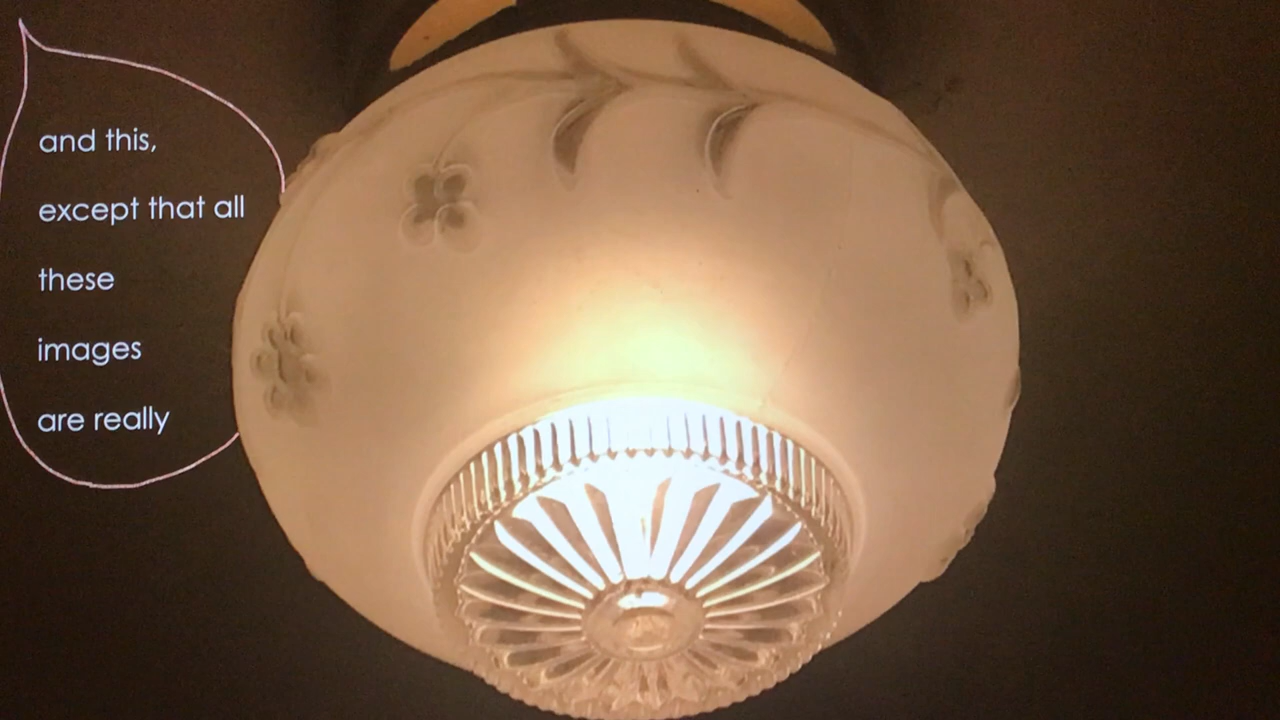 and this,
except that all
these
images
are really